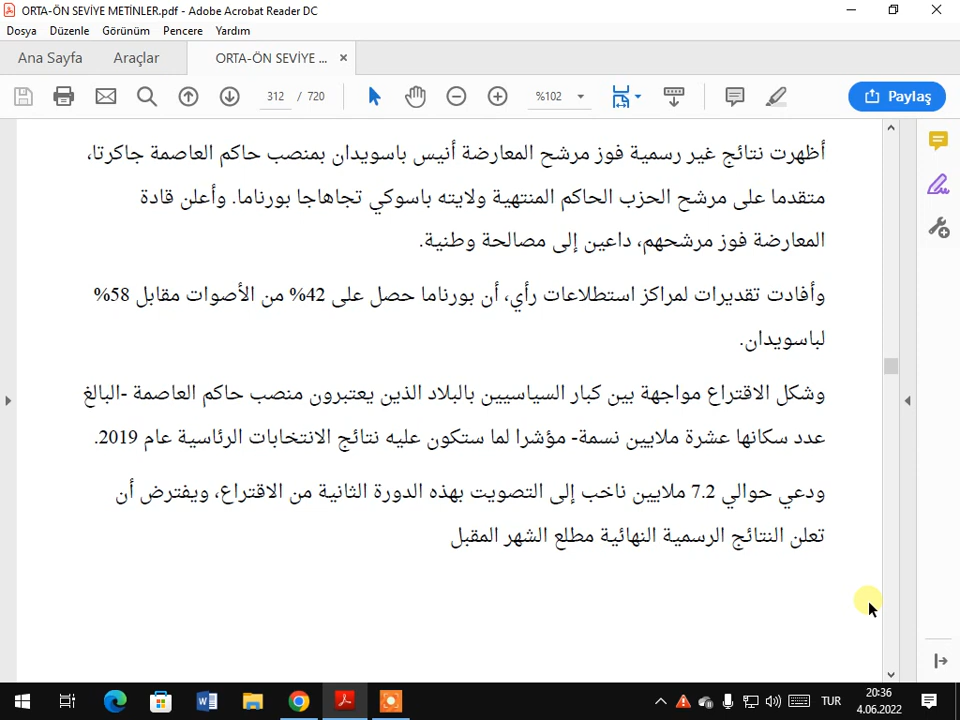 ORTA-ÖN SEVİYE METİNLER.pdf - Adobe Acrobat Reader DC
Dosya Düzenle Görünüm Pencere Yardım
Ana Sayfa Araçlar ORTA-ÖN SEVİYE ...
312 / 720 %102 Paylaş
أظهرت نتائج غير رسمية فوز مرشح المعارضة أنيس باسويدان بمنصب حاكم العاصمة جاكرتا،
متقدما على مرشح الحزب الحاكم المنتهية ولايته باسوكي تجاهاجا بورناما. وأعلن قادة
المعارضة فوز مرشحهم، داعين إلى مصالحة وطنية.
وأفادت تقديرات لمراكز استطلاعات رأي، أن بورناما حصل على 42% من الأصوات مقابل 58%
لباسويدان.
وشكل الاقتراع مواجهة بين كبار السياسيين بالبلاد الذين يعتبرون منصب حاكم العاصمة -البالغ
عدد سكانها عشرة ملايين نسمة- مؤشرا لما ستكون عليه نتائج الانتخابات الرئاسية عام 2019.
ودعي حوالي 7.2 ملايين ناخب إلى التصويت بهذه الدورة الثانية من الاقتراع، ويفترض أن
تعلن النتائج الرسمية النهائية مطلع الشهر المقبل
TUR
20:36
4.06.2022